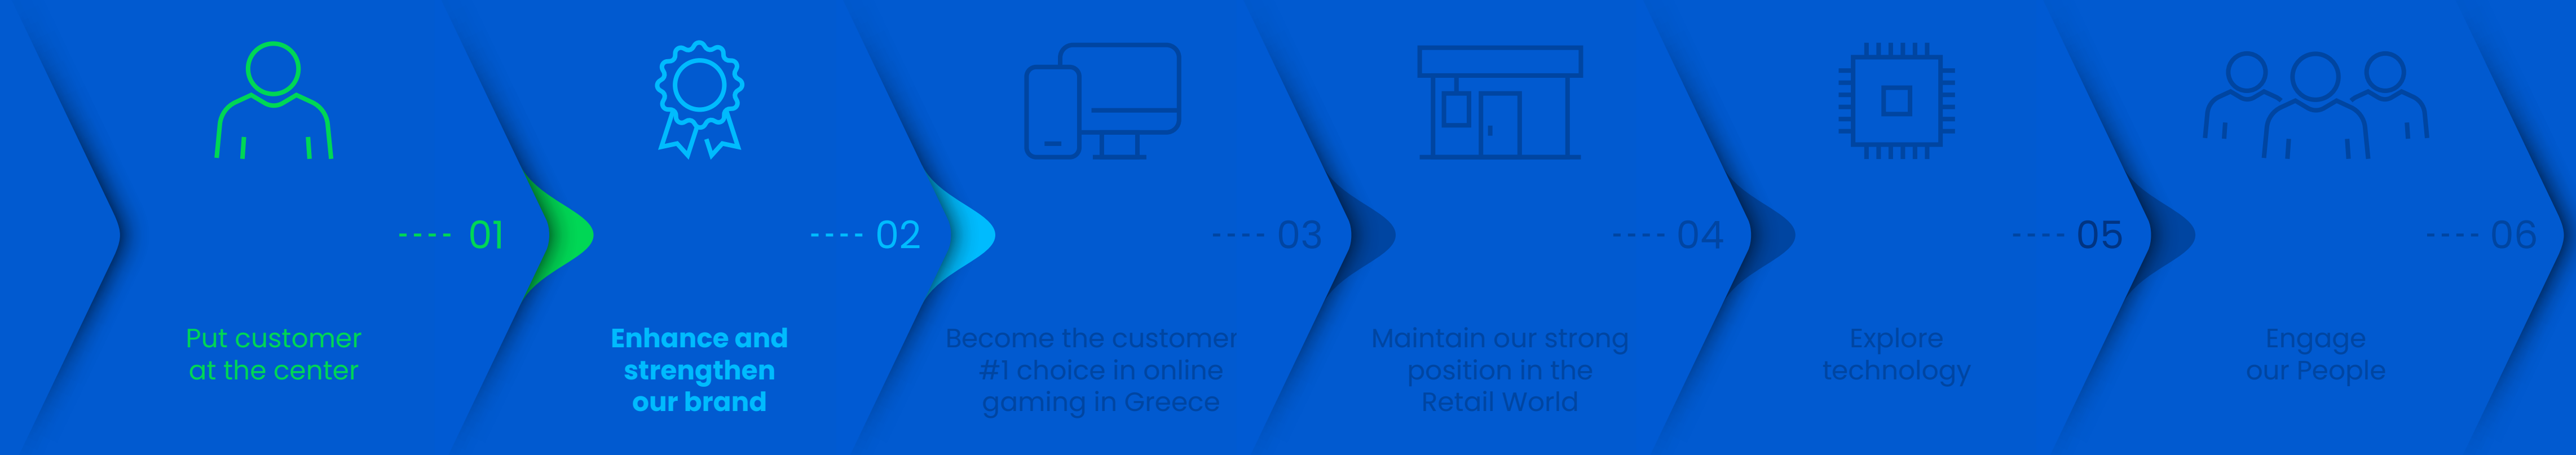 01
Put customer
at the center
02
Enhance and
strengthen
our brand
03
Become the customer
#1 choice in online
gaming in Greece
04
Maintain our strong
position in the
Retail World
05
Explore
technology
06
Engage
our People